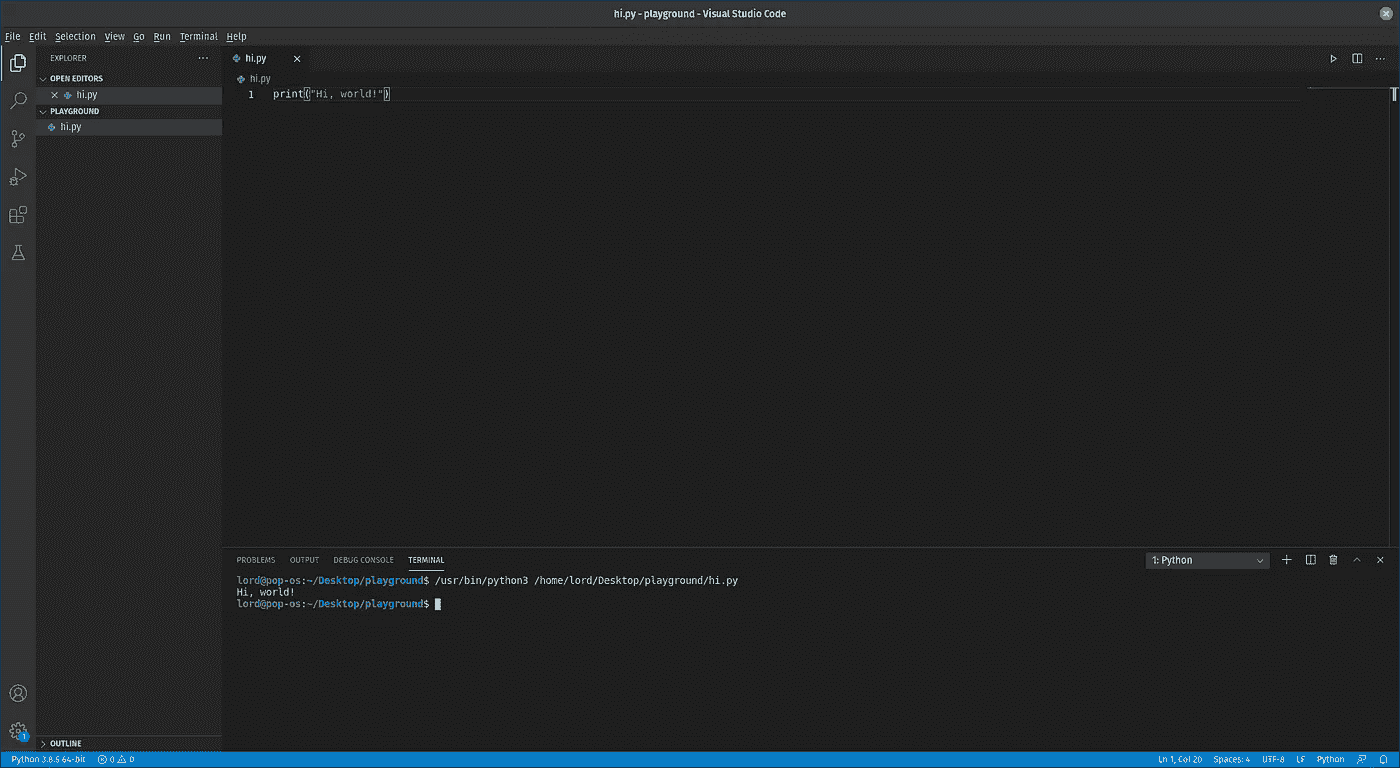 hi.py - playground - Visual Studio Code
File Edit Selection View Go Run Terminal Help
EXPLORER
OPEN EDITORS
hi.py
PLAYGROUND
hi.py
OUTLINE
hi.py
hi.py
1 print("Hi, world!")
PROBLEMS OUTPUT DEBUG CONSOLE TERMINAL
1: Python
lord@pop-os:~/Desktop/playground$ /usr/bin/python3 /home/lord/Desktop/playground/hi.py
Hi, world!
lord@pop-os:~/Desktop/playground$
1
Python 3.8.5 64-bit 0 0 Ln 1, Col 20 Spaces: 4 UTF-8 LF Python